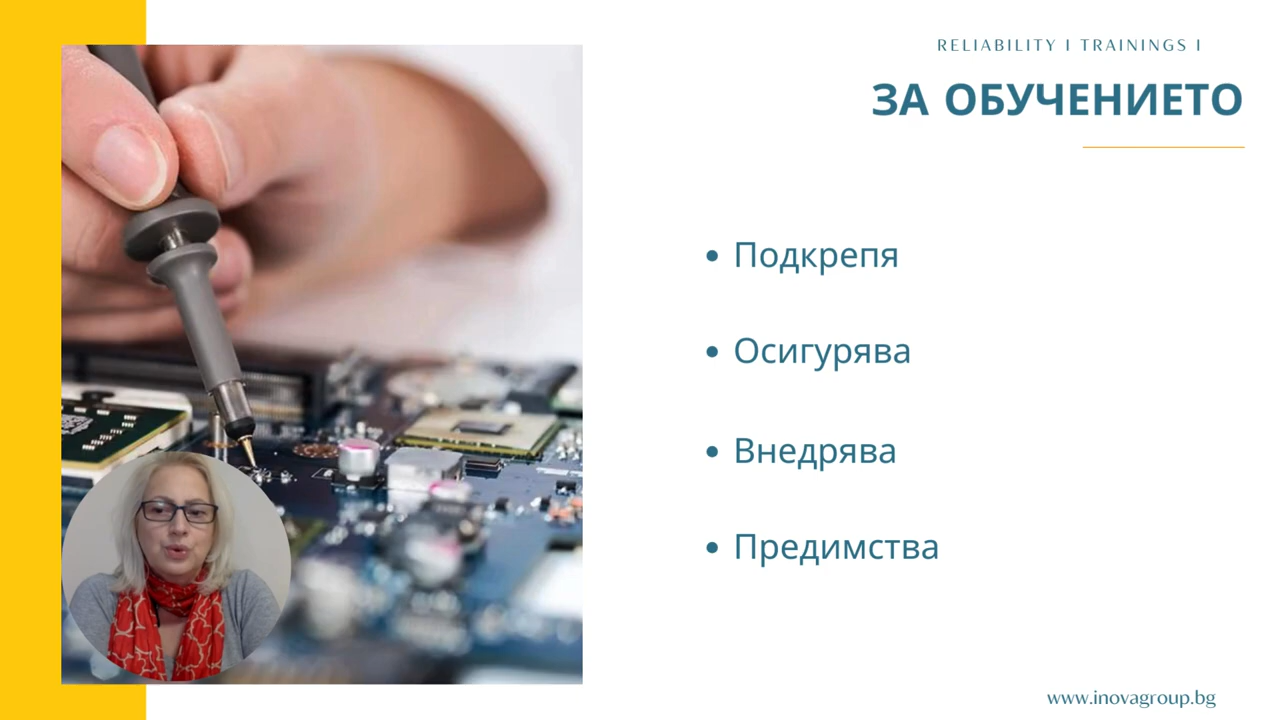 RELIABILITY I TRAININGS I
ЗА ОБУЧЕНИЕТО
• Подкрепя
• Осигурява
• Внедрява
• Предимства
www.inovagroup.bg